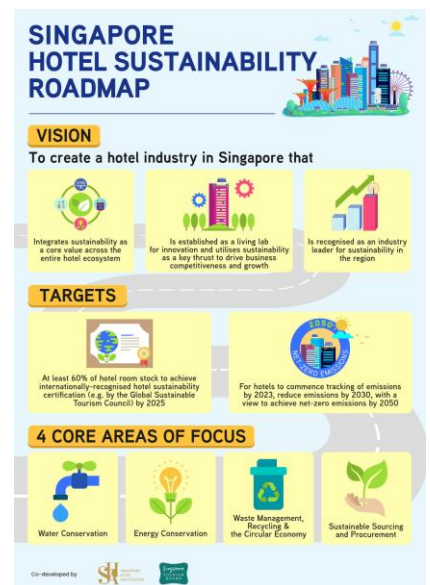 SINGAPORE
HOTEL SUSTAINABILITY
ROADMAP
VISION
To create a hotel industry in Singapore that
Integrates sustainability as
a core value across the
entire hotel ecosystem
Is established as a living lab
for innovation and utilises sustainability
as a key thrust to drive business
competitiveness and growth
Is recognised as an industry
leader for sustainability in
the region
TARGETS
At least 60% of hotel room stock to achieve
internationally-recognised hotel sustainability
certification (e.g. by the Global Sustainable
Tourism Council) by 2025
2050
NET ZERO EMISSIONS
For hotels to commence tracking of emissions
by 2023, reduce emissions by 2030, with a
view to achieve net-zero emissions by 2050
4 CORE AREAS OF FOCUS
Water Conservation
Energy Conservation
Waste Management,
Recycling &
the Circular Economy
Sustainable Sourcing
and Procurement
Co-developed by
SINGAPORE
HOTEL
ASSOCIATION
Singapore
TOURISM
BOARD